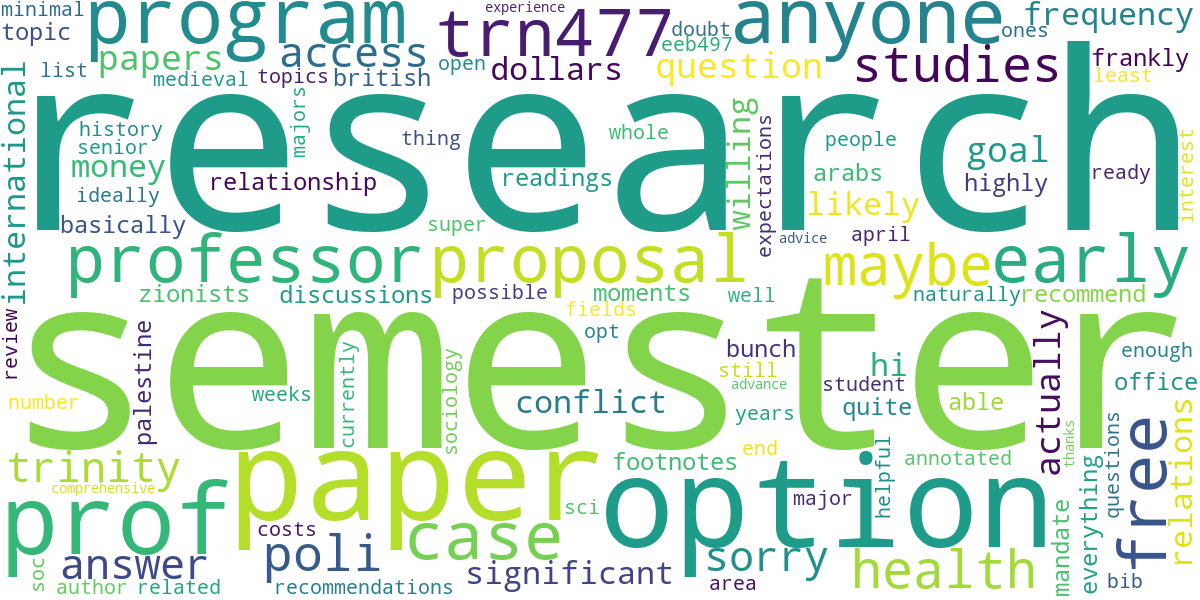 minimal
program
trn477
experience
anyone
frequency
topic
papers
access
doubt
eeb497
ones
list
medieval
topics
british
open
dollars
question
studies
frankly
least
international
research
history
senior
majors
thing
whole
willing
expectations
people
goal
money
ideally
relationship
readings
arabs
highly
ready
interest
likely
basically
super
advice
april
professor
proposal
maybe
early
zionists
discussions
possible
moments
well
naturally
recommend
fields
review
semester
palestine
currently
sociology
opt
bunch
still
hi
actually
enough
number
weeks
conflict
advance
student
office
years
quite
able
relations
questions
free
thanks
trinity
paper
footnotes
end
helpful
annotated
everything
comprehensive
prof
option
sci
major
mandate
costs
case
soc
answer
poli
significant
sorry
health
author
related
recommendations
area
bib